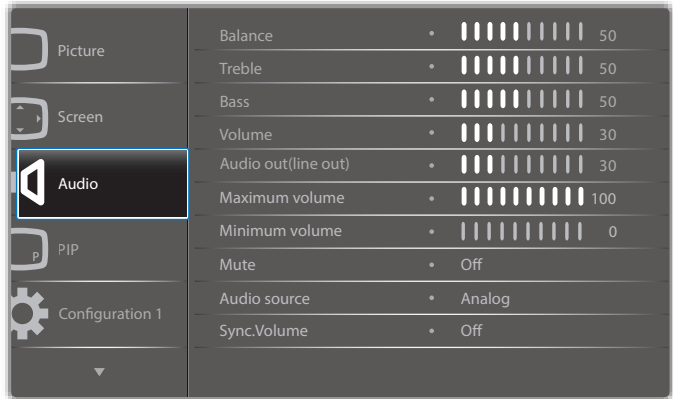 Picture
Screen
Audio
P
PIP
Configuration 1
Balance • 50
Treble • 50
Bass • 50
Volume • 30
Audio out(line out) • 30
Maximum volume • 100
Minimum volume • 0
Mute • Off
Audio source • Analog
Sync.Volume • Off